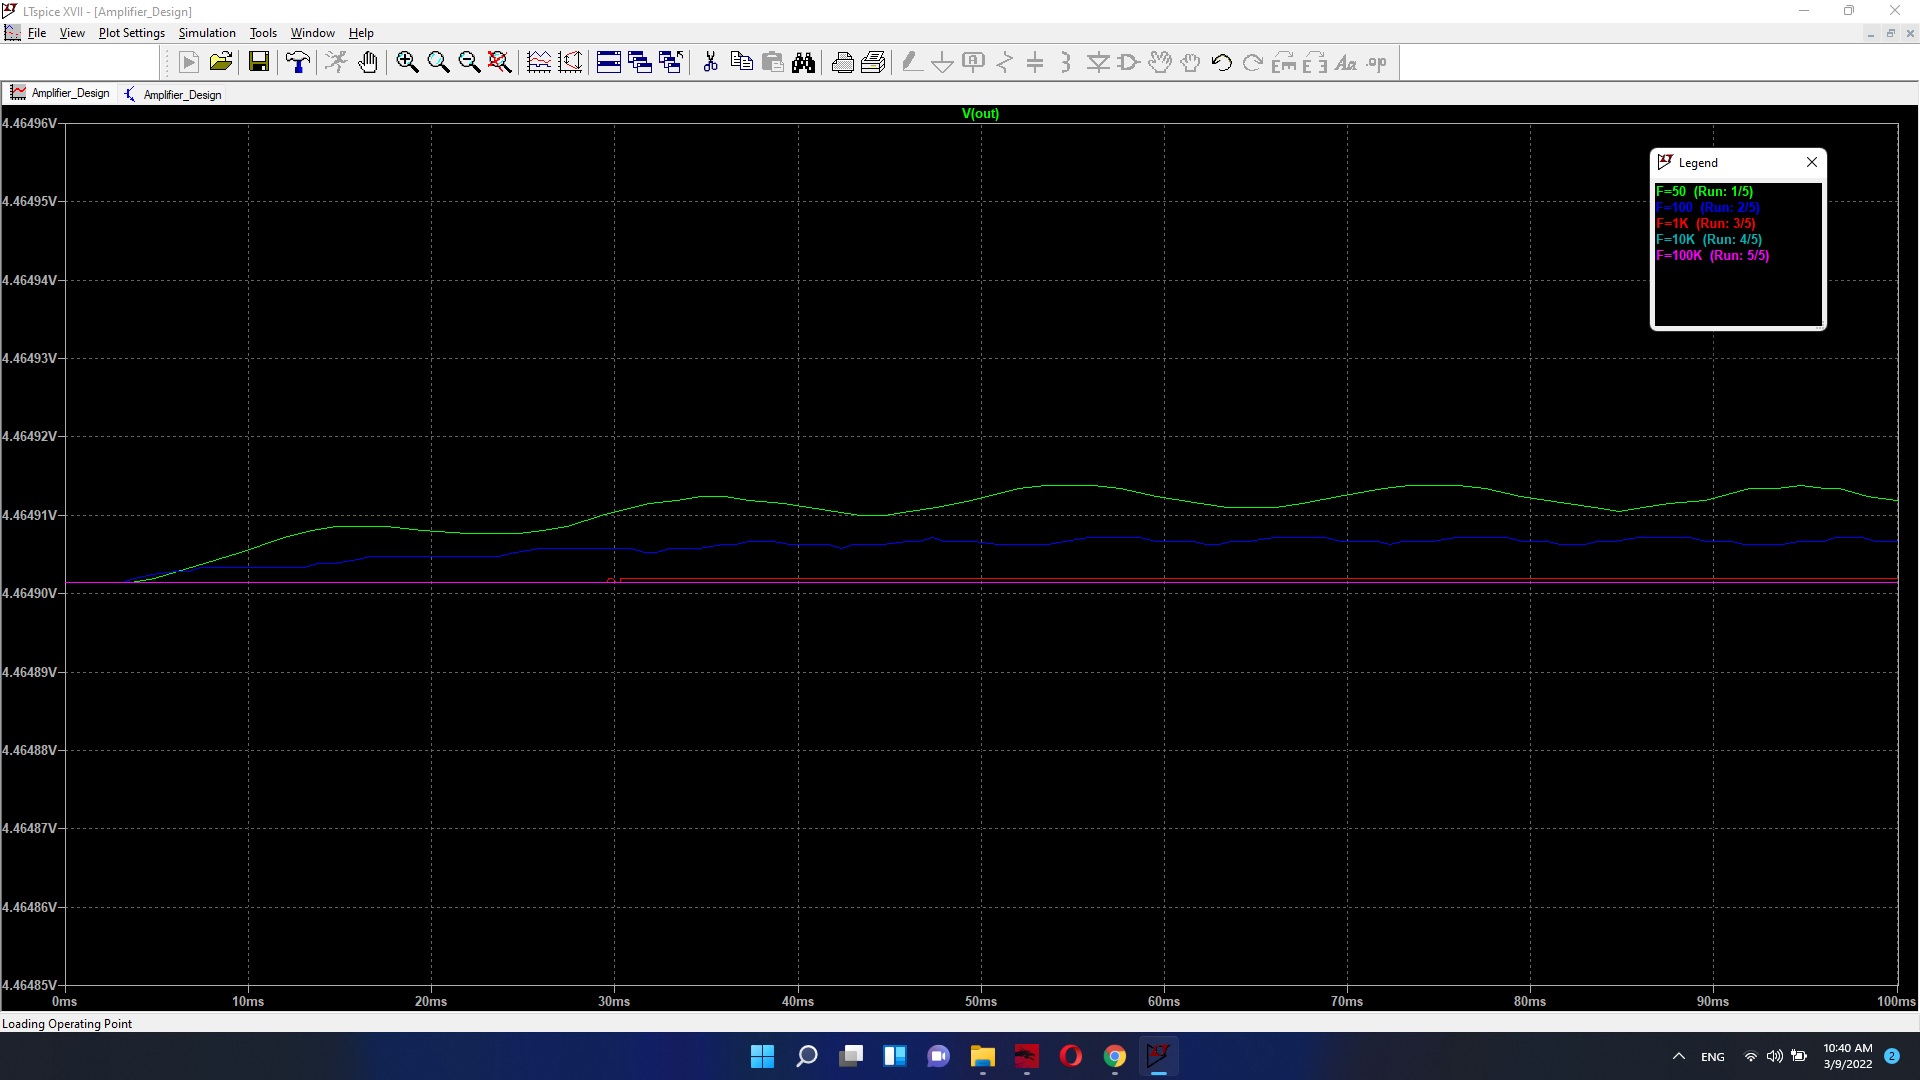 LTspice XVII - [Amplifier_Design]
File View Plot Settings Simulation Tools Window Help
Amplifier_Design Amplifier_Design
V(out)
4.46496V
4.46495V
4.46494V
4.46493V
4.46492V
4.46491V
4.46490V
4.46489V
4.46488V
4.46487V
4.46486V
4.46485V
Legend
F=50 (Run: 1/5)
F=100 (Run: 2/5)
F=1K (Run: 3/5)
F=10K (Run: 4/5)
F=100K (Run: 5/5)
0ms 10ms 20ms 30ms 40ms 50ms 60ms 70ms 80ms 90ms 100ms
Loading Operating Point
ENG
10:40 AM
3/9/2022
2